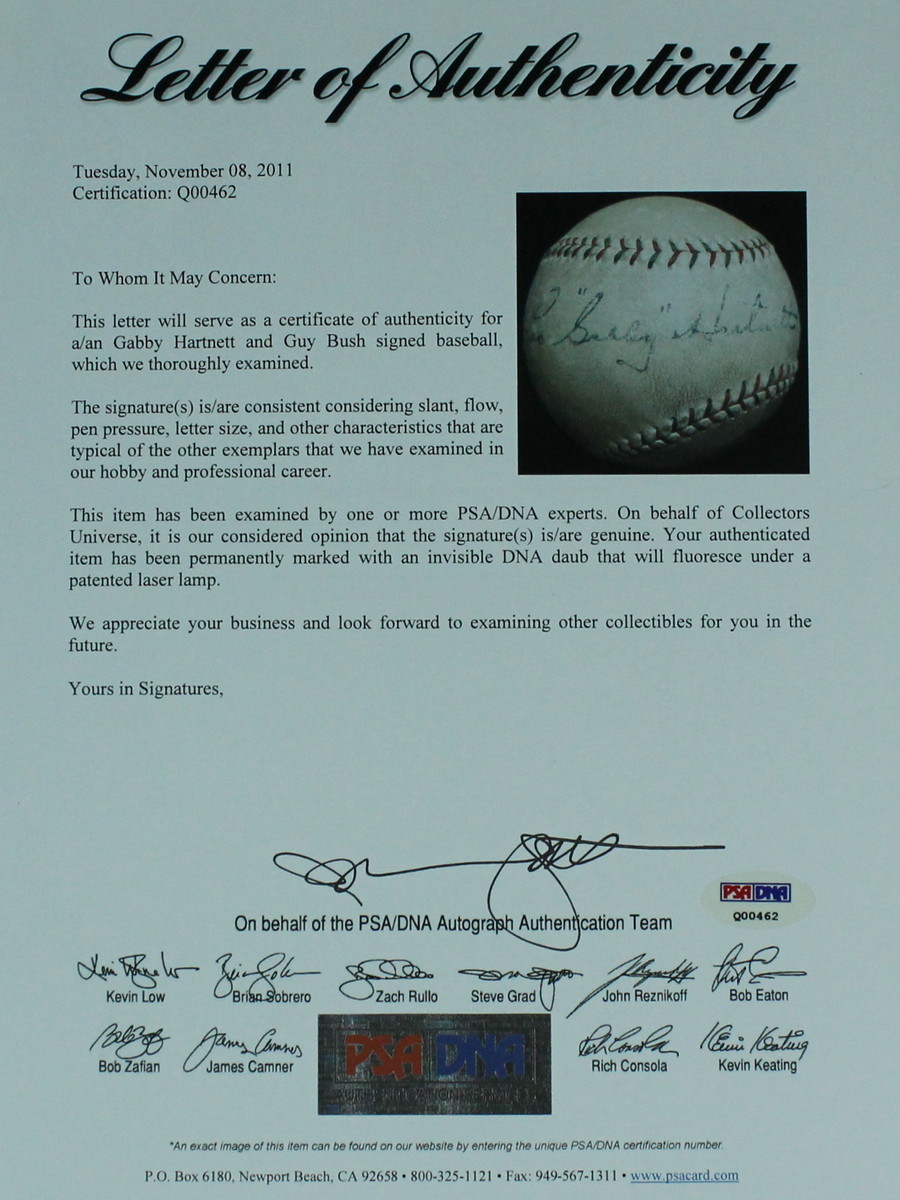 Letter of Authenticity
Tuesday, November 08, 2011
Certification: Q00462
To Whom It May Concern:
This letter will serve as a certificate of authenticity for
a/an Gabby Hartnett and Guy Bush signed baseball,
which we thoroughly examined.
"Gabby" Hartnett
The signature(s) is/are consistent considering slant, flow,
pen pressure, letter size, and other characteristics that are
typical of the other exemplars that we have examined in
our hobby and professional career.
This item has been examined by one or more PSA/DNA experts. On behalf of Collectors
Universe, it is our considered opinion that the signature(s) is/are genuine. Your authenticated
item has been permanently marked with an invisible DNA daub that will fluoresce under a
patented laser lamp.
We appreciate your business and look forward to examining other collectibles for you in the
future.
Yours in Signatures,
PSA DNA
Q00462
On behalf of the PSA/DNA Autograph Authentication Team
Kevin Low Brian Sobrero Zach Rullo Steve Grad John Reznikoff Bob Eaton
James Camner Rich Consola Kevin Keating
Bob Zafian James Camner Rich Consola Kevin Keating
PSA DNA
AUTHENTICATION SERVICES
*An exact image of this item can be found on our website by entering the unique PSA/DNA certification number.
P.O. Box 6180, Newport Beach, CA 92658 • 800-325-1121 • Fax: 949-567-1311 • www.psacard.com